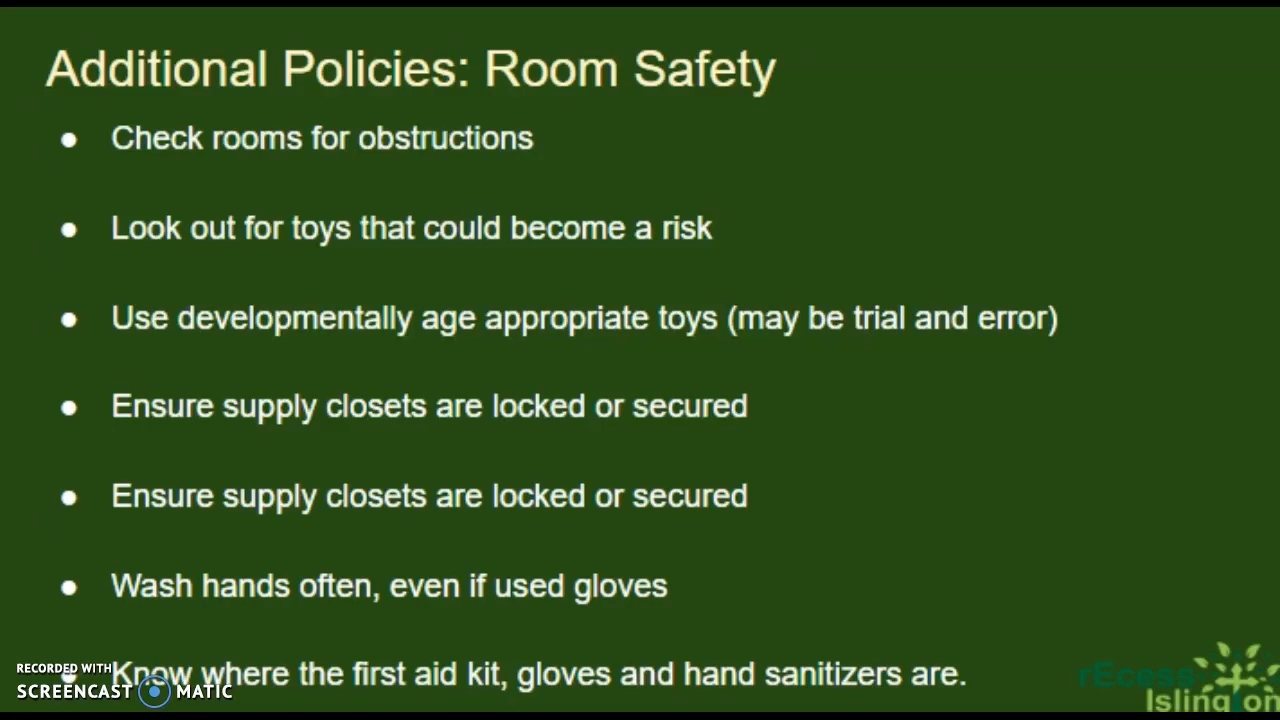 Additional Policies: Room Safety
● Check rooms for obstructions
● Look out for toys that could become a risk
● Use developmentally age appropriate toys (may be trial and error)
● Ensure supply closets are locked or secured
● Ensure supply closets are locked or secured
● Wash hands often, even if used gloves
● Know where the first aid kit, gloves and hand sanitizers are.
RECORDED WITH
SCREENCAST MATIC
rEcess
Islington